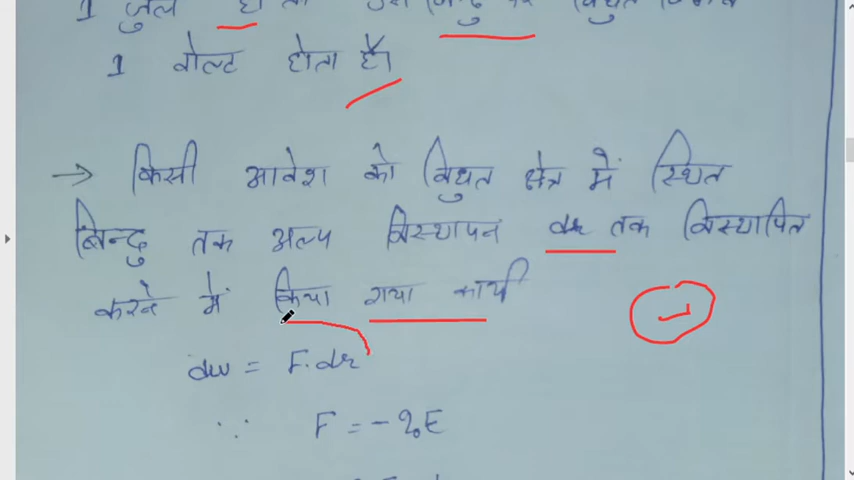 1 जुल हो तो उस बिन्दु पर विधुत विभव
1 वोल्ट होता है।
→ किसी आवेश को विधुत क्षेत्र में स्थित
बिन्दु तक अल्प विस्थापन dr तक विस्थापित
करने में किया गया कार्य
dw = F.dr
∵ F = -q₀E